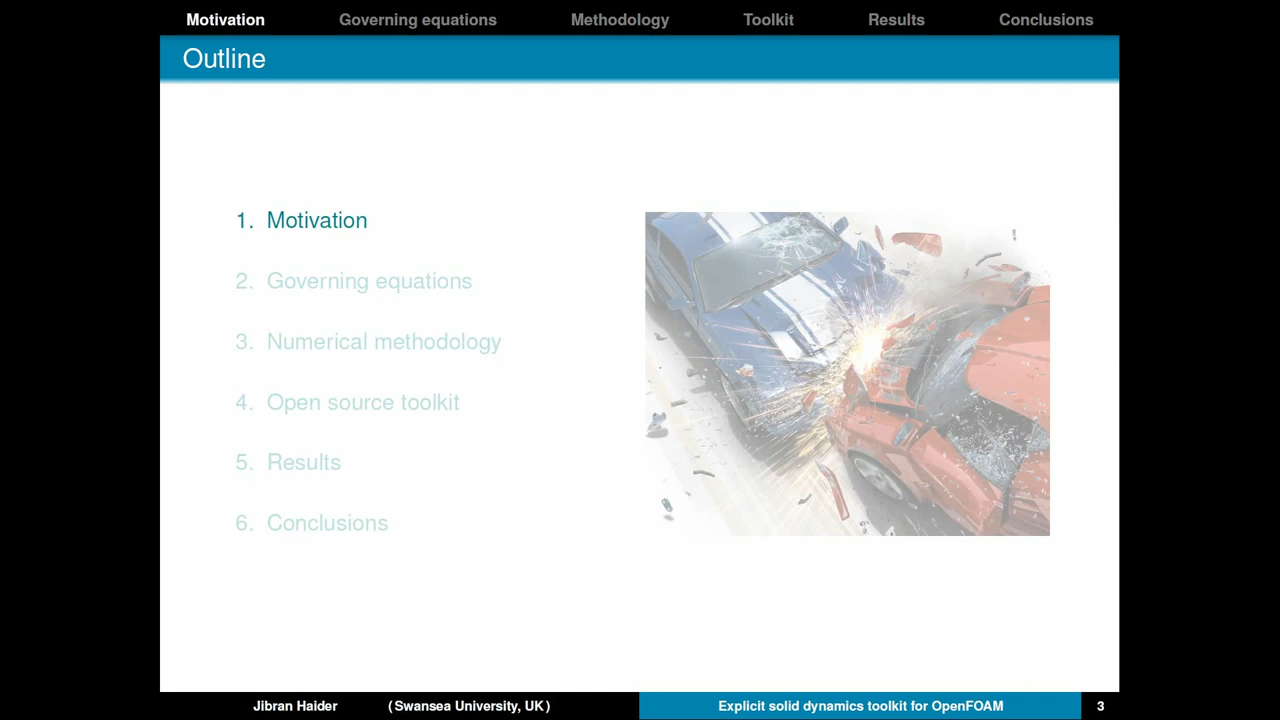 Motivation Governing equations Methodology Toolkit Results Conclusions
Outline
1. Motivation
2. Governing equations
3. Numerical methodology
4. Open source toolkit
5. Results
6. Conclusions
Jibran Haider (Swansea University, UK) Explicit solid dynamics toolkit for OpenFOAM 3